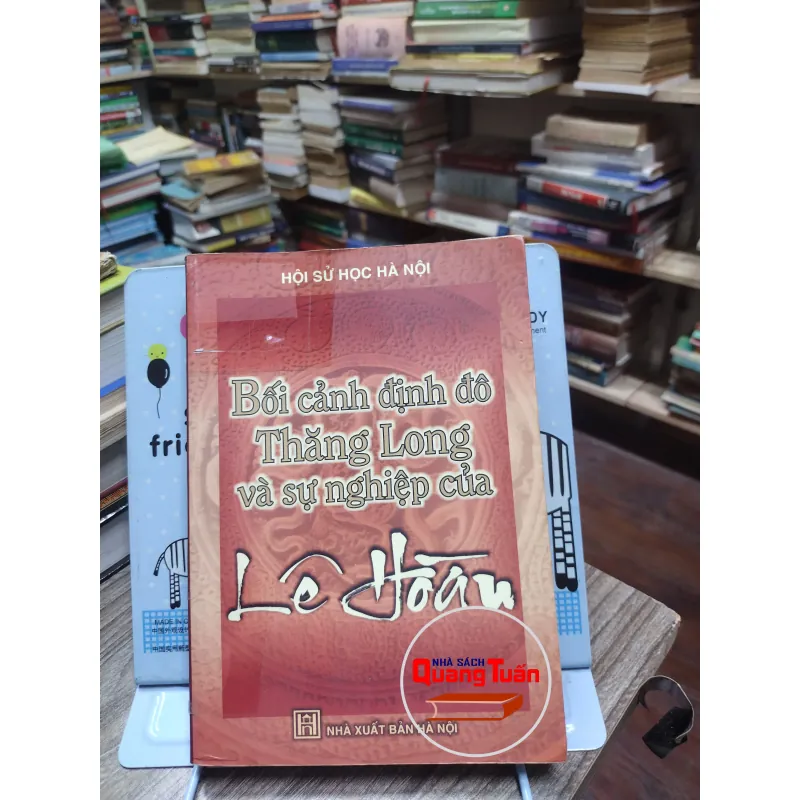 HỘI SỬ HỌC HÀ NỘI
Bối cảnh định đô
Thăng Long
và sự nghiệp của
Lê Hoàn
NHÀ SÁCH
Quang Tuấn
NHÀ XUẤT BẢN HÀ NỘI